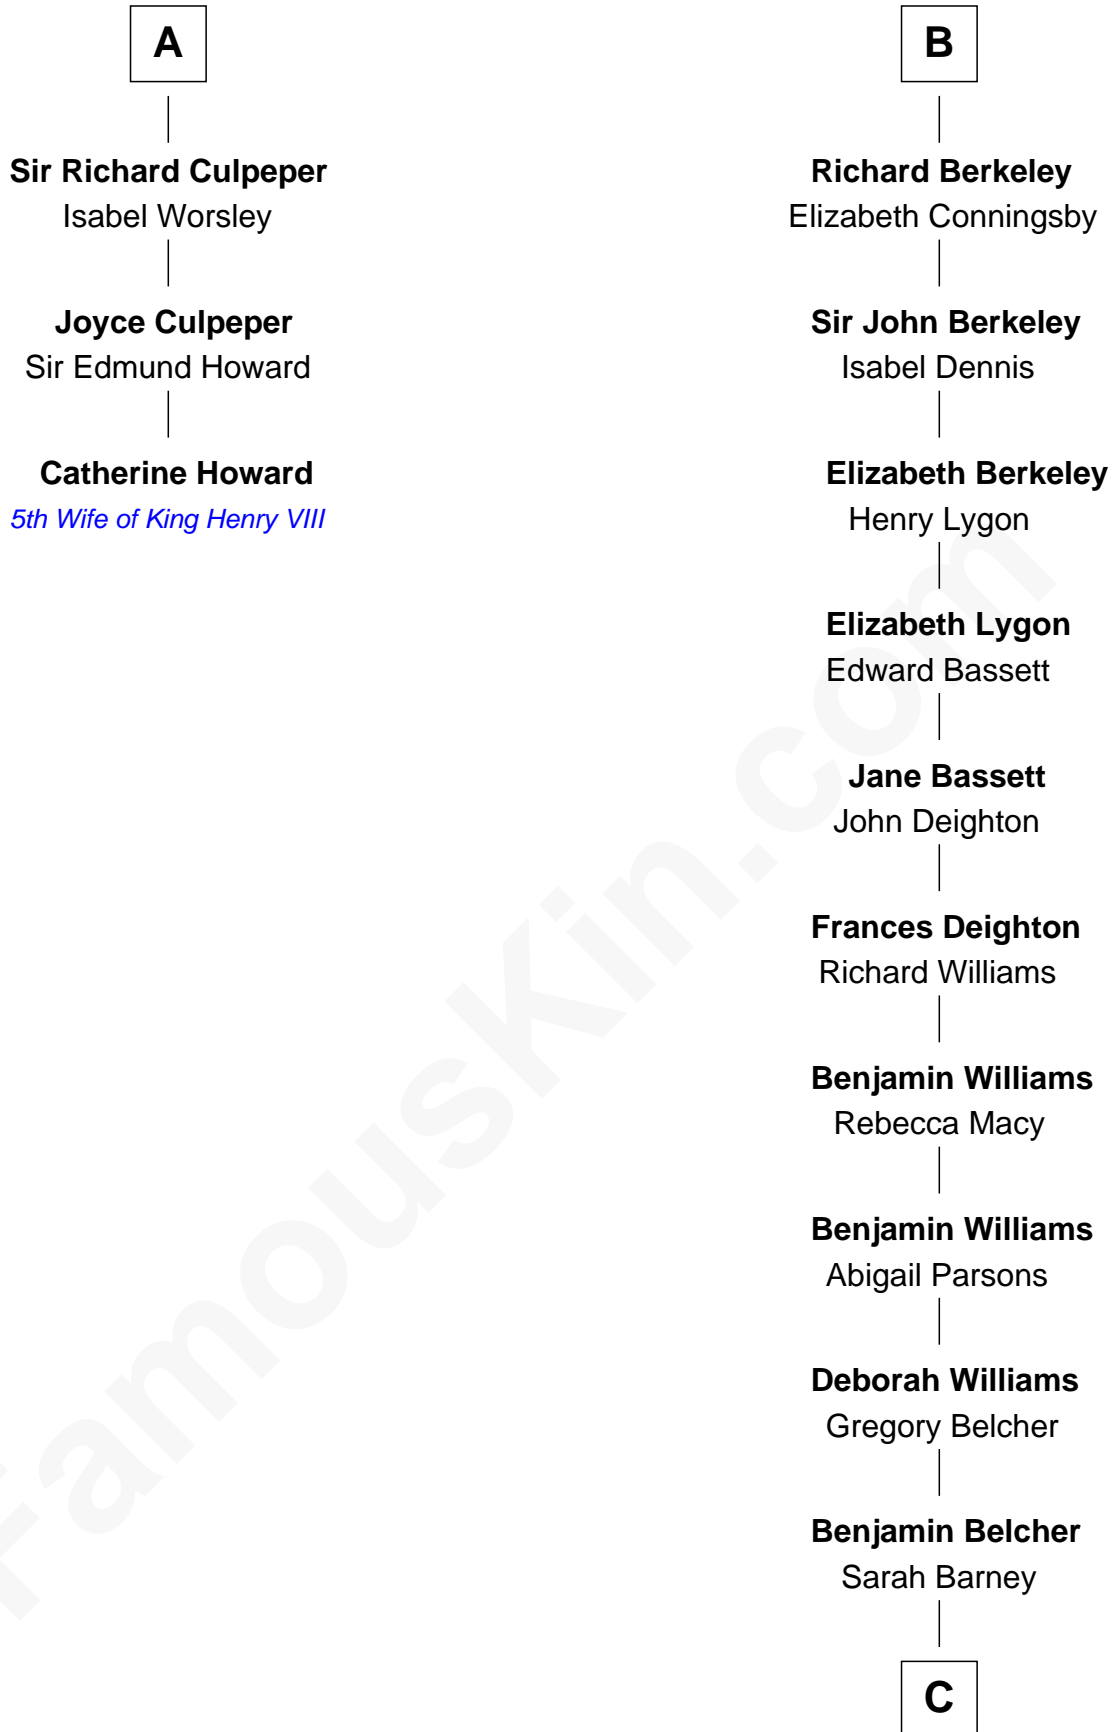 A
Sir Richard Culpeper
Isabel Worsley
Joyce Culpeper
Sir Edmund Howard
Catherine Howard
5th Wife of King Henry VIII
B
Richard Berkeley
Elizabeth Conningsby
Sir John Berkeley
Isabel Dennis
Elizabeth Berkeley
Henry Lygon
Elizabeth Lygon
Edward Bassett
Jane Bassett
John Deighton
Frances Deighton
Richard Williams
Benjamin Williams
Rebecca Macy
Benjamin Williams
Abigail Parsons
Deborah Williams
Gregory Belcher
Benjamin Belcher
Sarah Barney
C
FamousKin.com